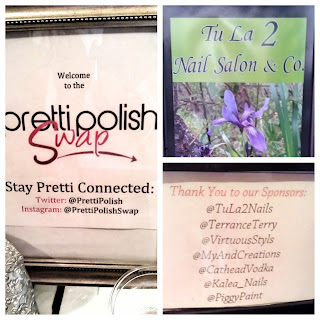 Welcome
to the
pretti polish
Swap
Stay Pretti Connected:
Twitter: @PrettiPolish
Instagram: @PrettiPolishSwap
Tu La 2
Nail Salon & Co.
Thank You to our Sponsors:
@TuLa2Nails
@TerranceTerry
@VirtuousStyls
@MyAndCreations
@CatheadVodka
@Kalea_Nails
@PiggyPaint